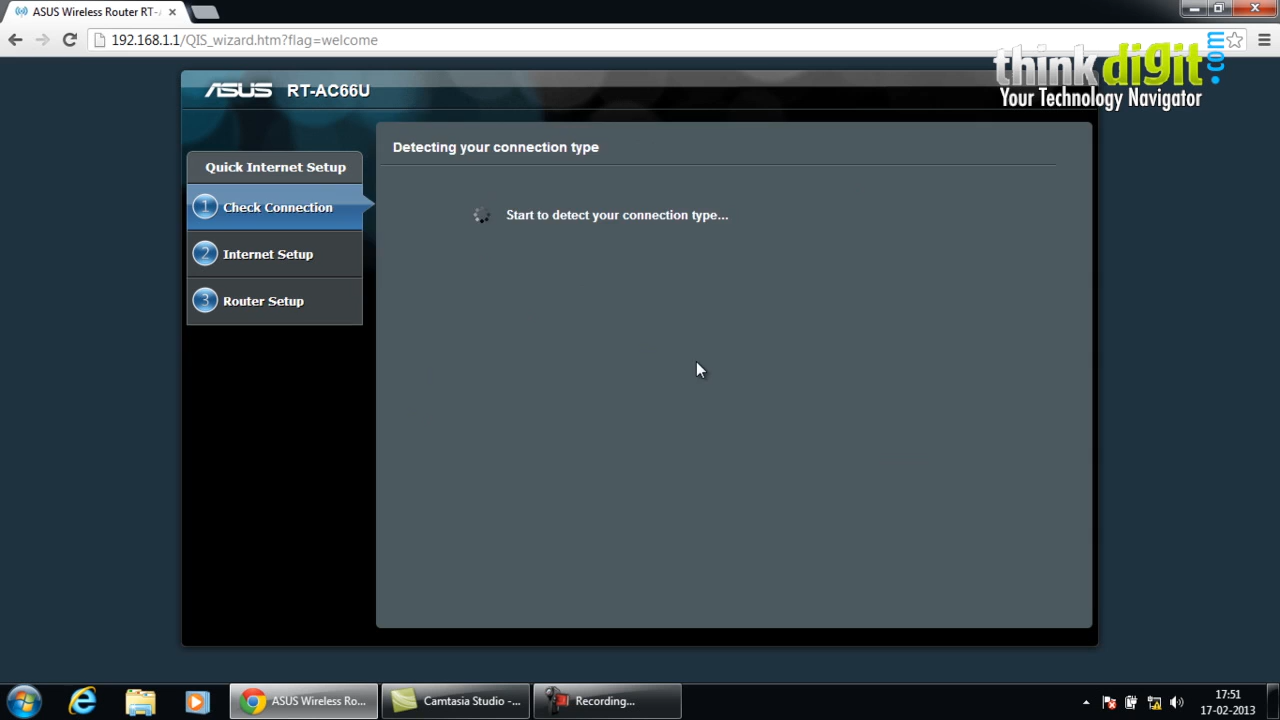 ASUS Wireless Router RT-
192.168.1.1/QIS_wizard.htm?flag=welcome
thinkdigit.com
Your Technology Navigator
ASUS RT-AC66U
Quick Internet Setup
1 Check Connection
2 Internet Setup
3 Router Setup
Detecting your connection type
Start to detect your connection type...
ASUS Wireless Ro...
Camtasia Studio -...
Recording...
17:51
17-02-2013